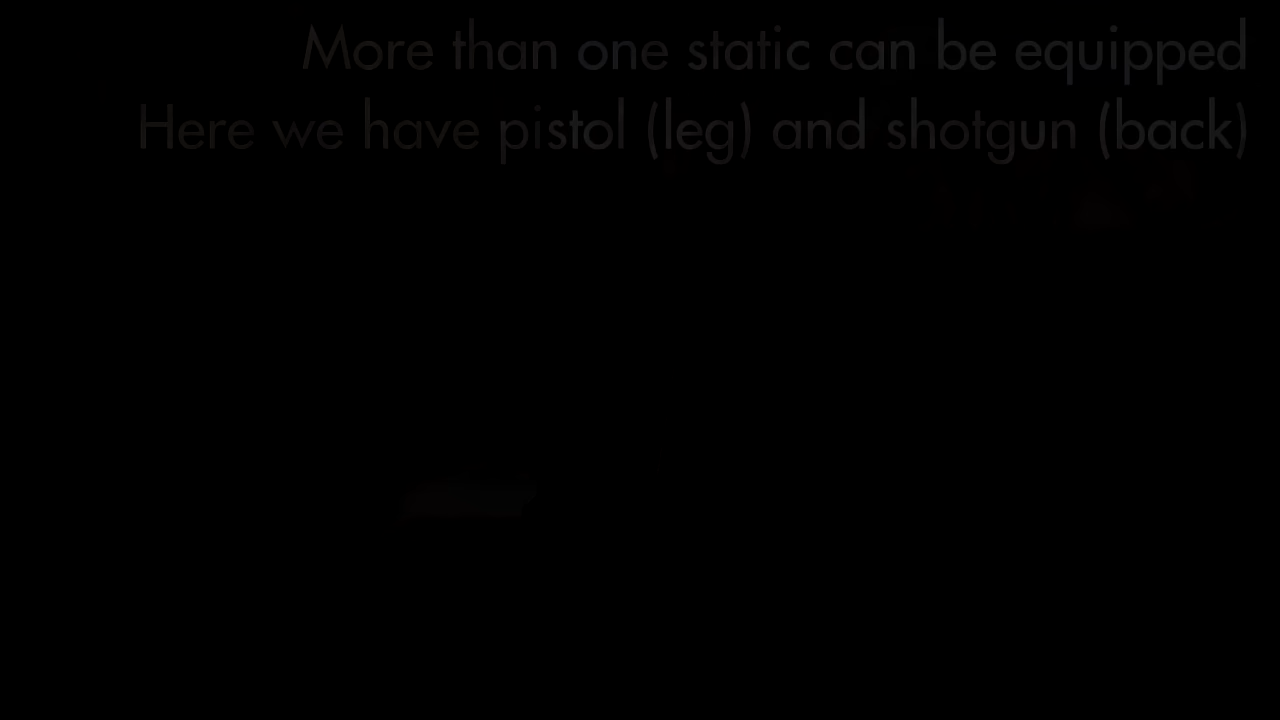 More than one static can be equipped
Here we have pistol (leg) and shotgun (back)